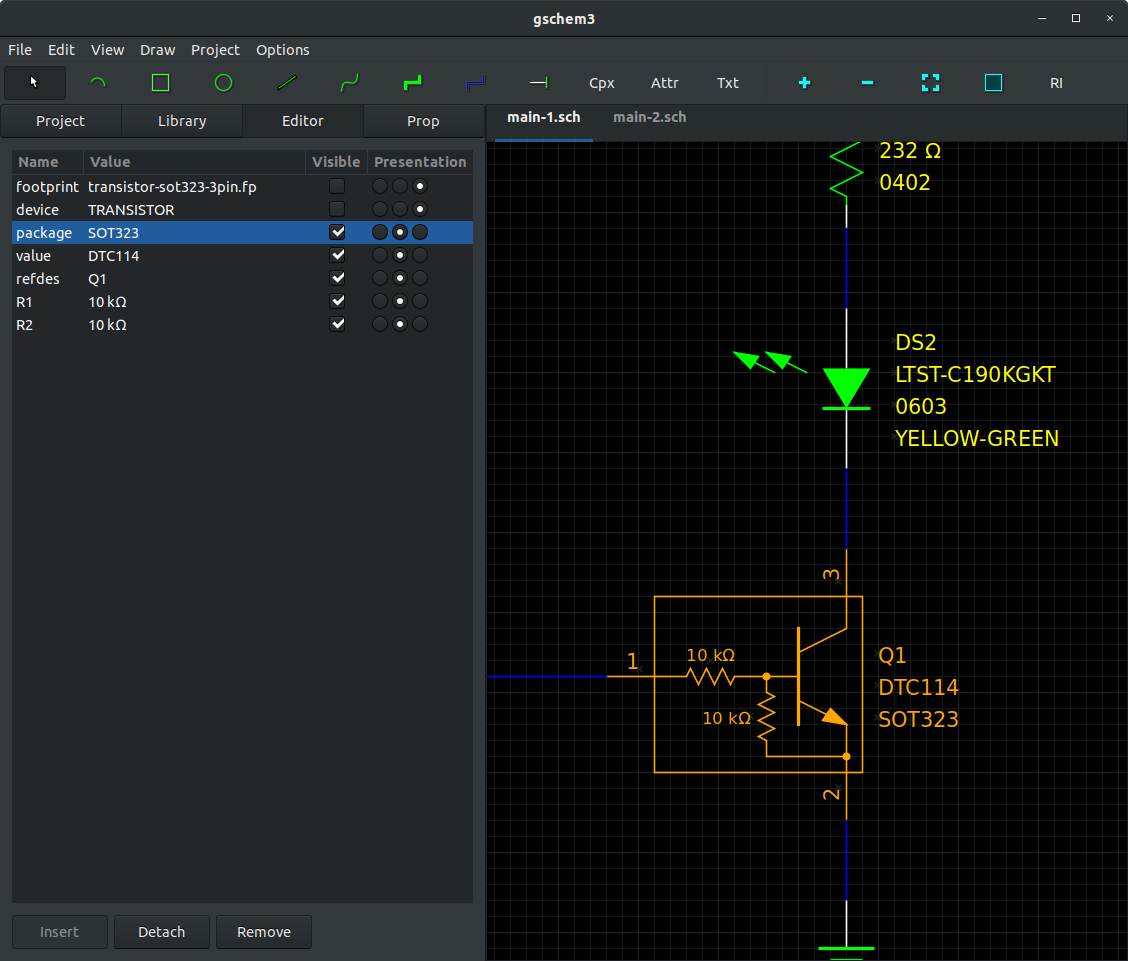 gschem3
File Edit View Draw Project Options
Cpx Attr Txt RI
Project Library Editor Prop
main-1.sch main-2.sch
Name Value Visible Presentation
footprint transistor-sot323-3pin.fp
device TRANSISTOR
package SOT323
value DTC114
refdes Q1
R1 10 kΩ
R2 10 kΩ
Insert Detach Remove
232 Ω
0402
DS2
LTST-C190KGKT
0603
YELLOW-GREEN
3
1
10 kΩ
10 kΩ
Q1
DTC114
SOT323
2